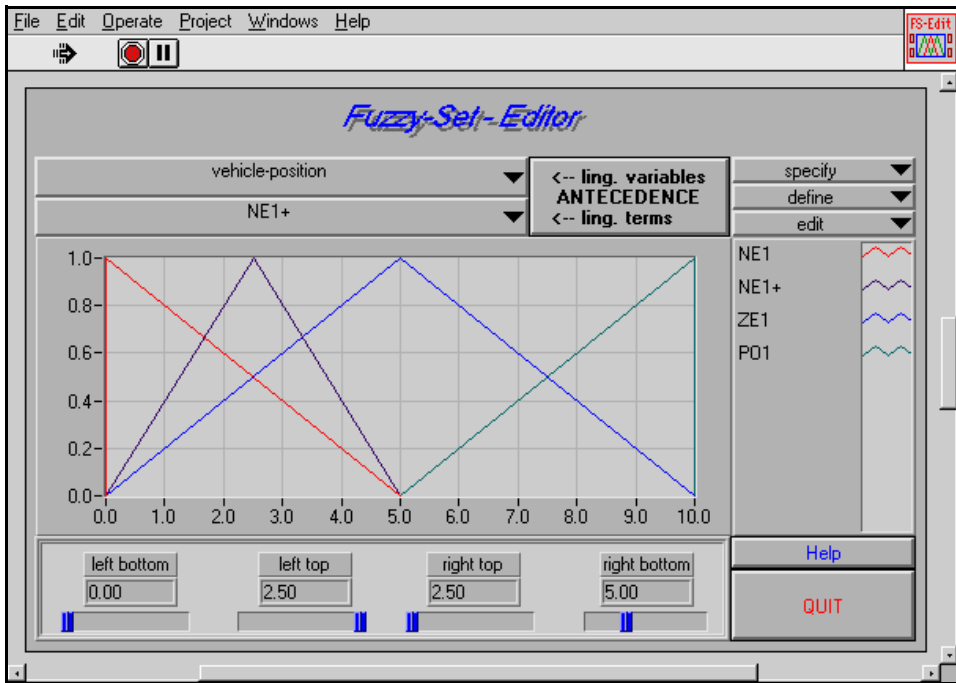 File Edit Operate Project Windows Help
FS-Edit
Fuzzy-Set-Editor
vehicle-position
NE1+
<-- ling. variables
ANTECEDENCE
<-- ling. terms
specify
define
edit
1.0
0.8
0.6
0.4
0.2
0.0
0.0 1.0 2.0 3.0 4.0 5.0 6.0 7.0 8.0 9.0 10.0
NE1
NE1+
ZE1
PO1
left bottom
0.00
left top
2.50
right top
2.50
right bottom
5.00
Help
QUIT